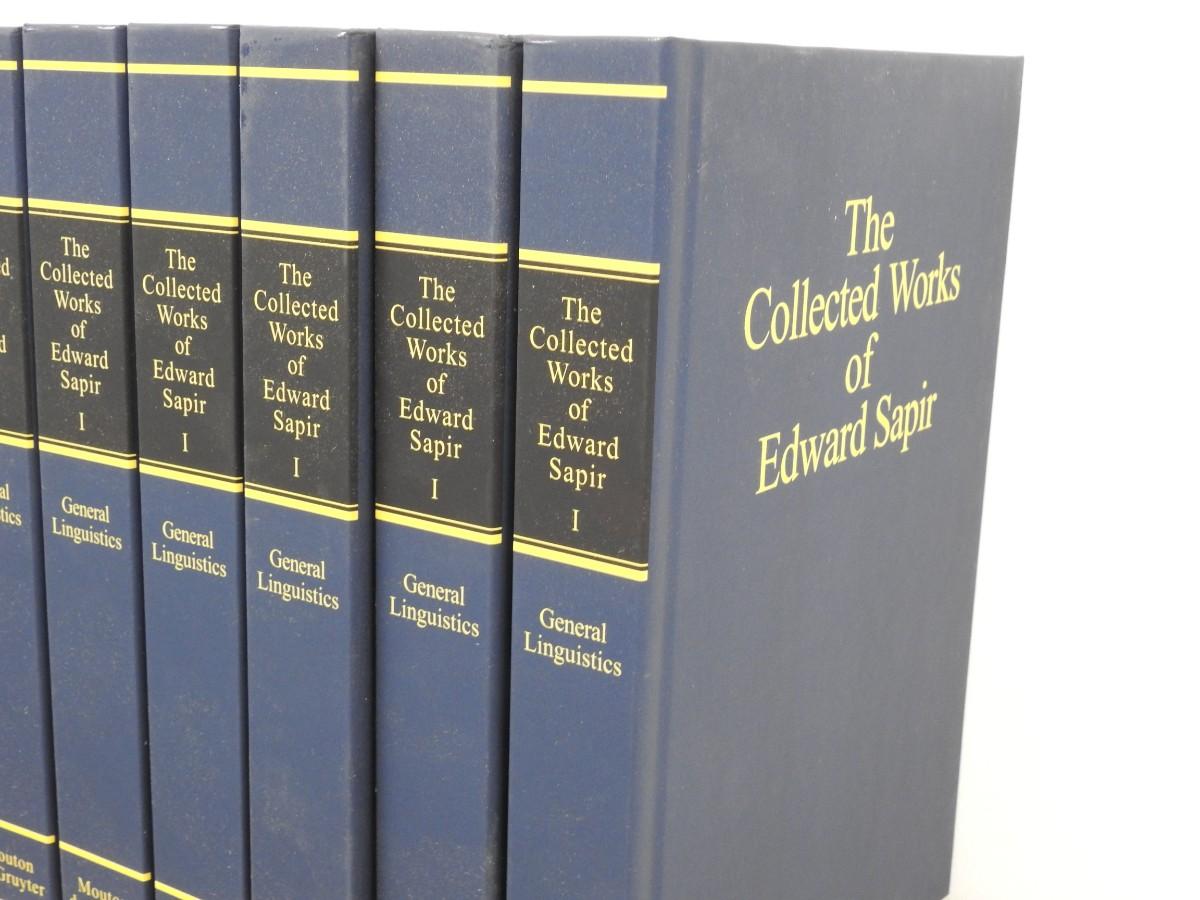 The
Collected
Works
of
Edward
Sapir
I
General
Linguistics
The
Collected
Works
of
Edward
Sapir
I
General
Linguistics
The
Collected
Works
of
Edward
Sapir
I
General
Linguistics
The
Collected
Works
of
Edward
Sapir
I
General
Linguistics
The
Collected
Works
of
Edward
Sapir
I
General
Linguistics
The
Collected Works
of
Edward Sapir